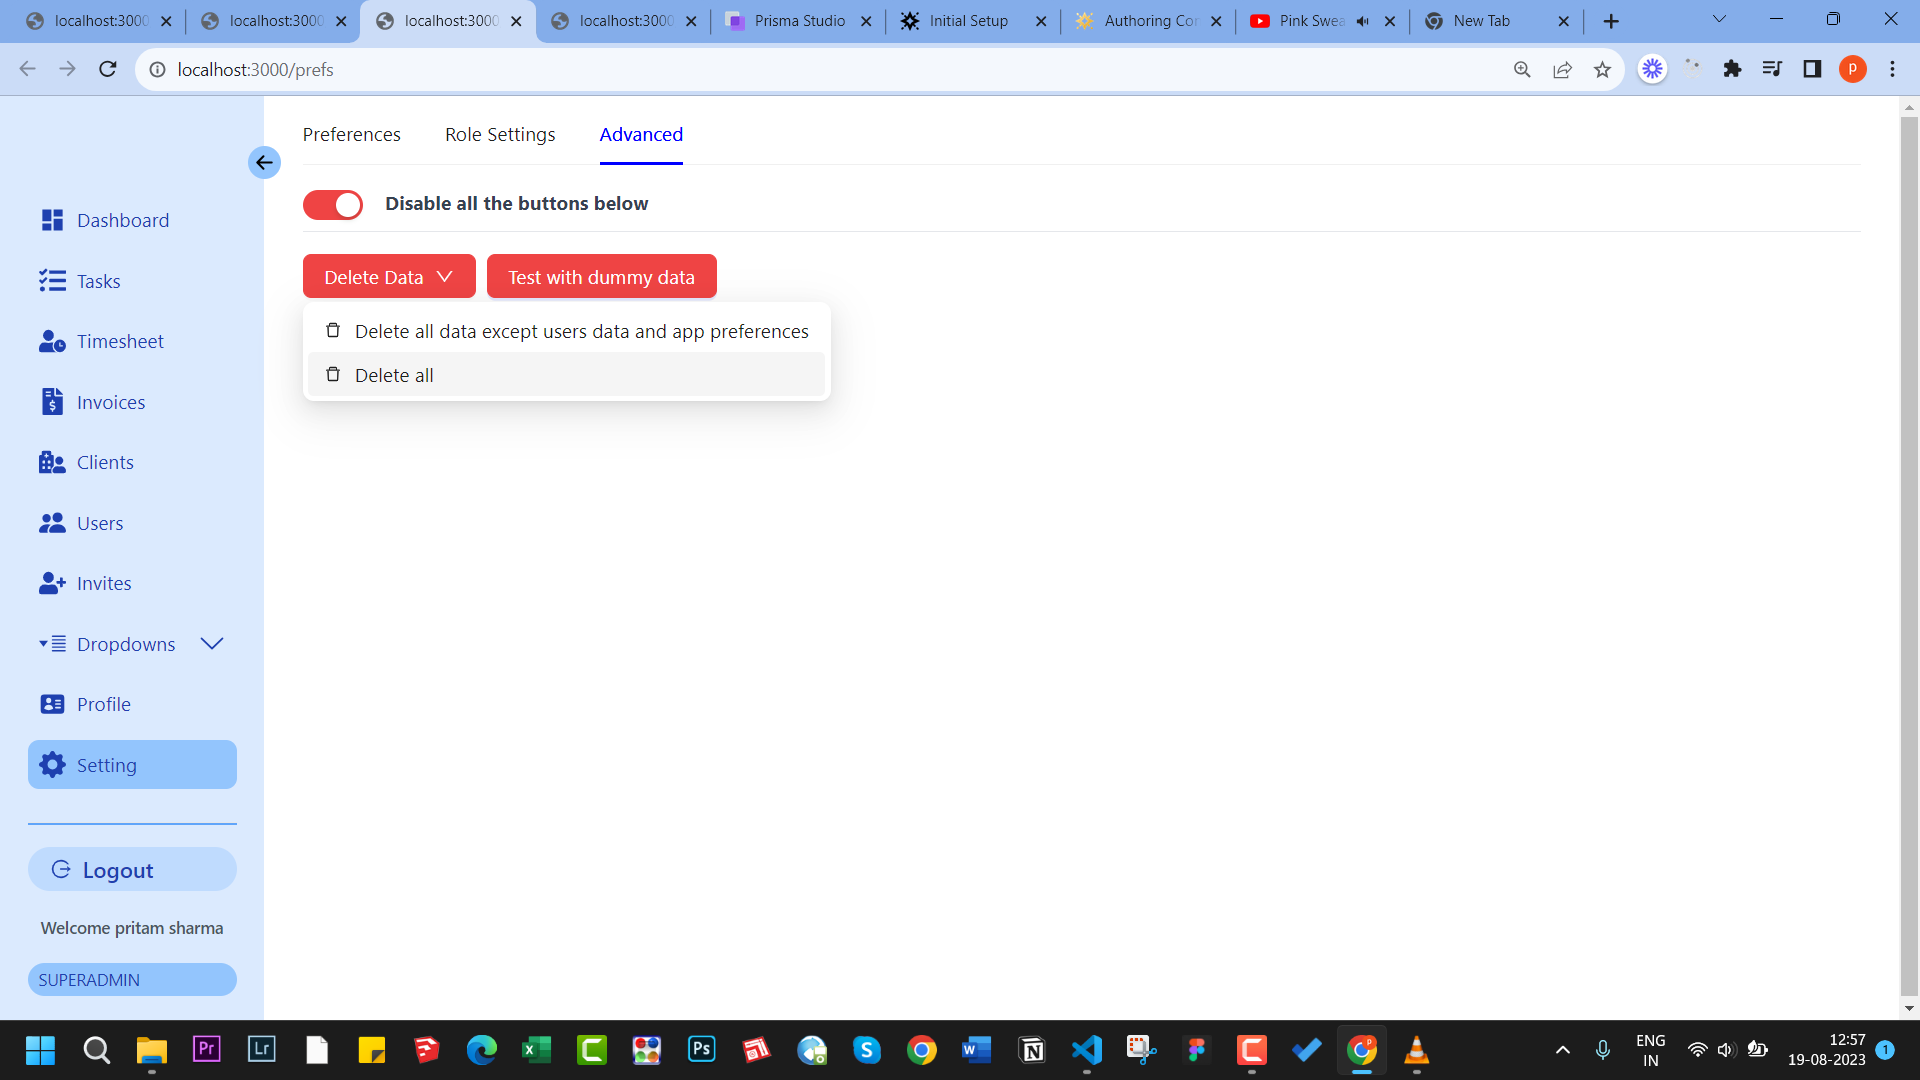 localhost:3000
localhost:3000
localhost:3000
localhost:3000
Prisma Studio
Initial Setup
Authoring Cor
Pink Swea
New Tab
localhost:3000/prefs
P
Preferences
Role Settings
Advanced
Disable all the buttons below
Delete Data
Test with dummy data
Delete all data except users data and app preferences
Delete all
Dashboard
Tasks
Timesheet
Invoices
Clients
Users
Invites
Dropdowns
Profile
Setting
Logout
Welcome pritam sharma
SUPERADMIN
Pr
Lr
Ps
ENG
IN
12:57
19-08-2023
1